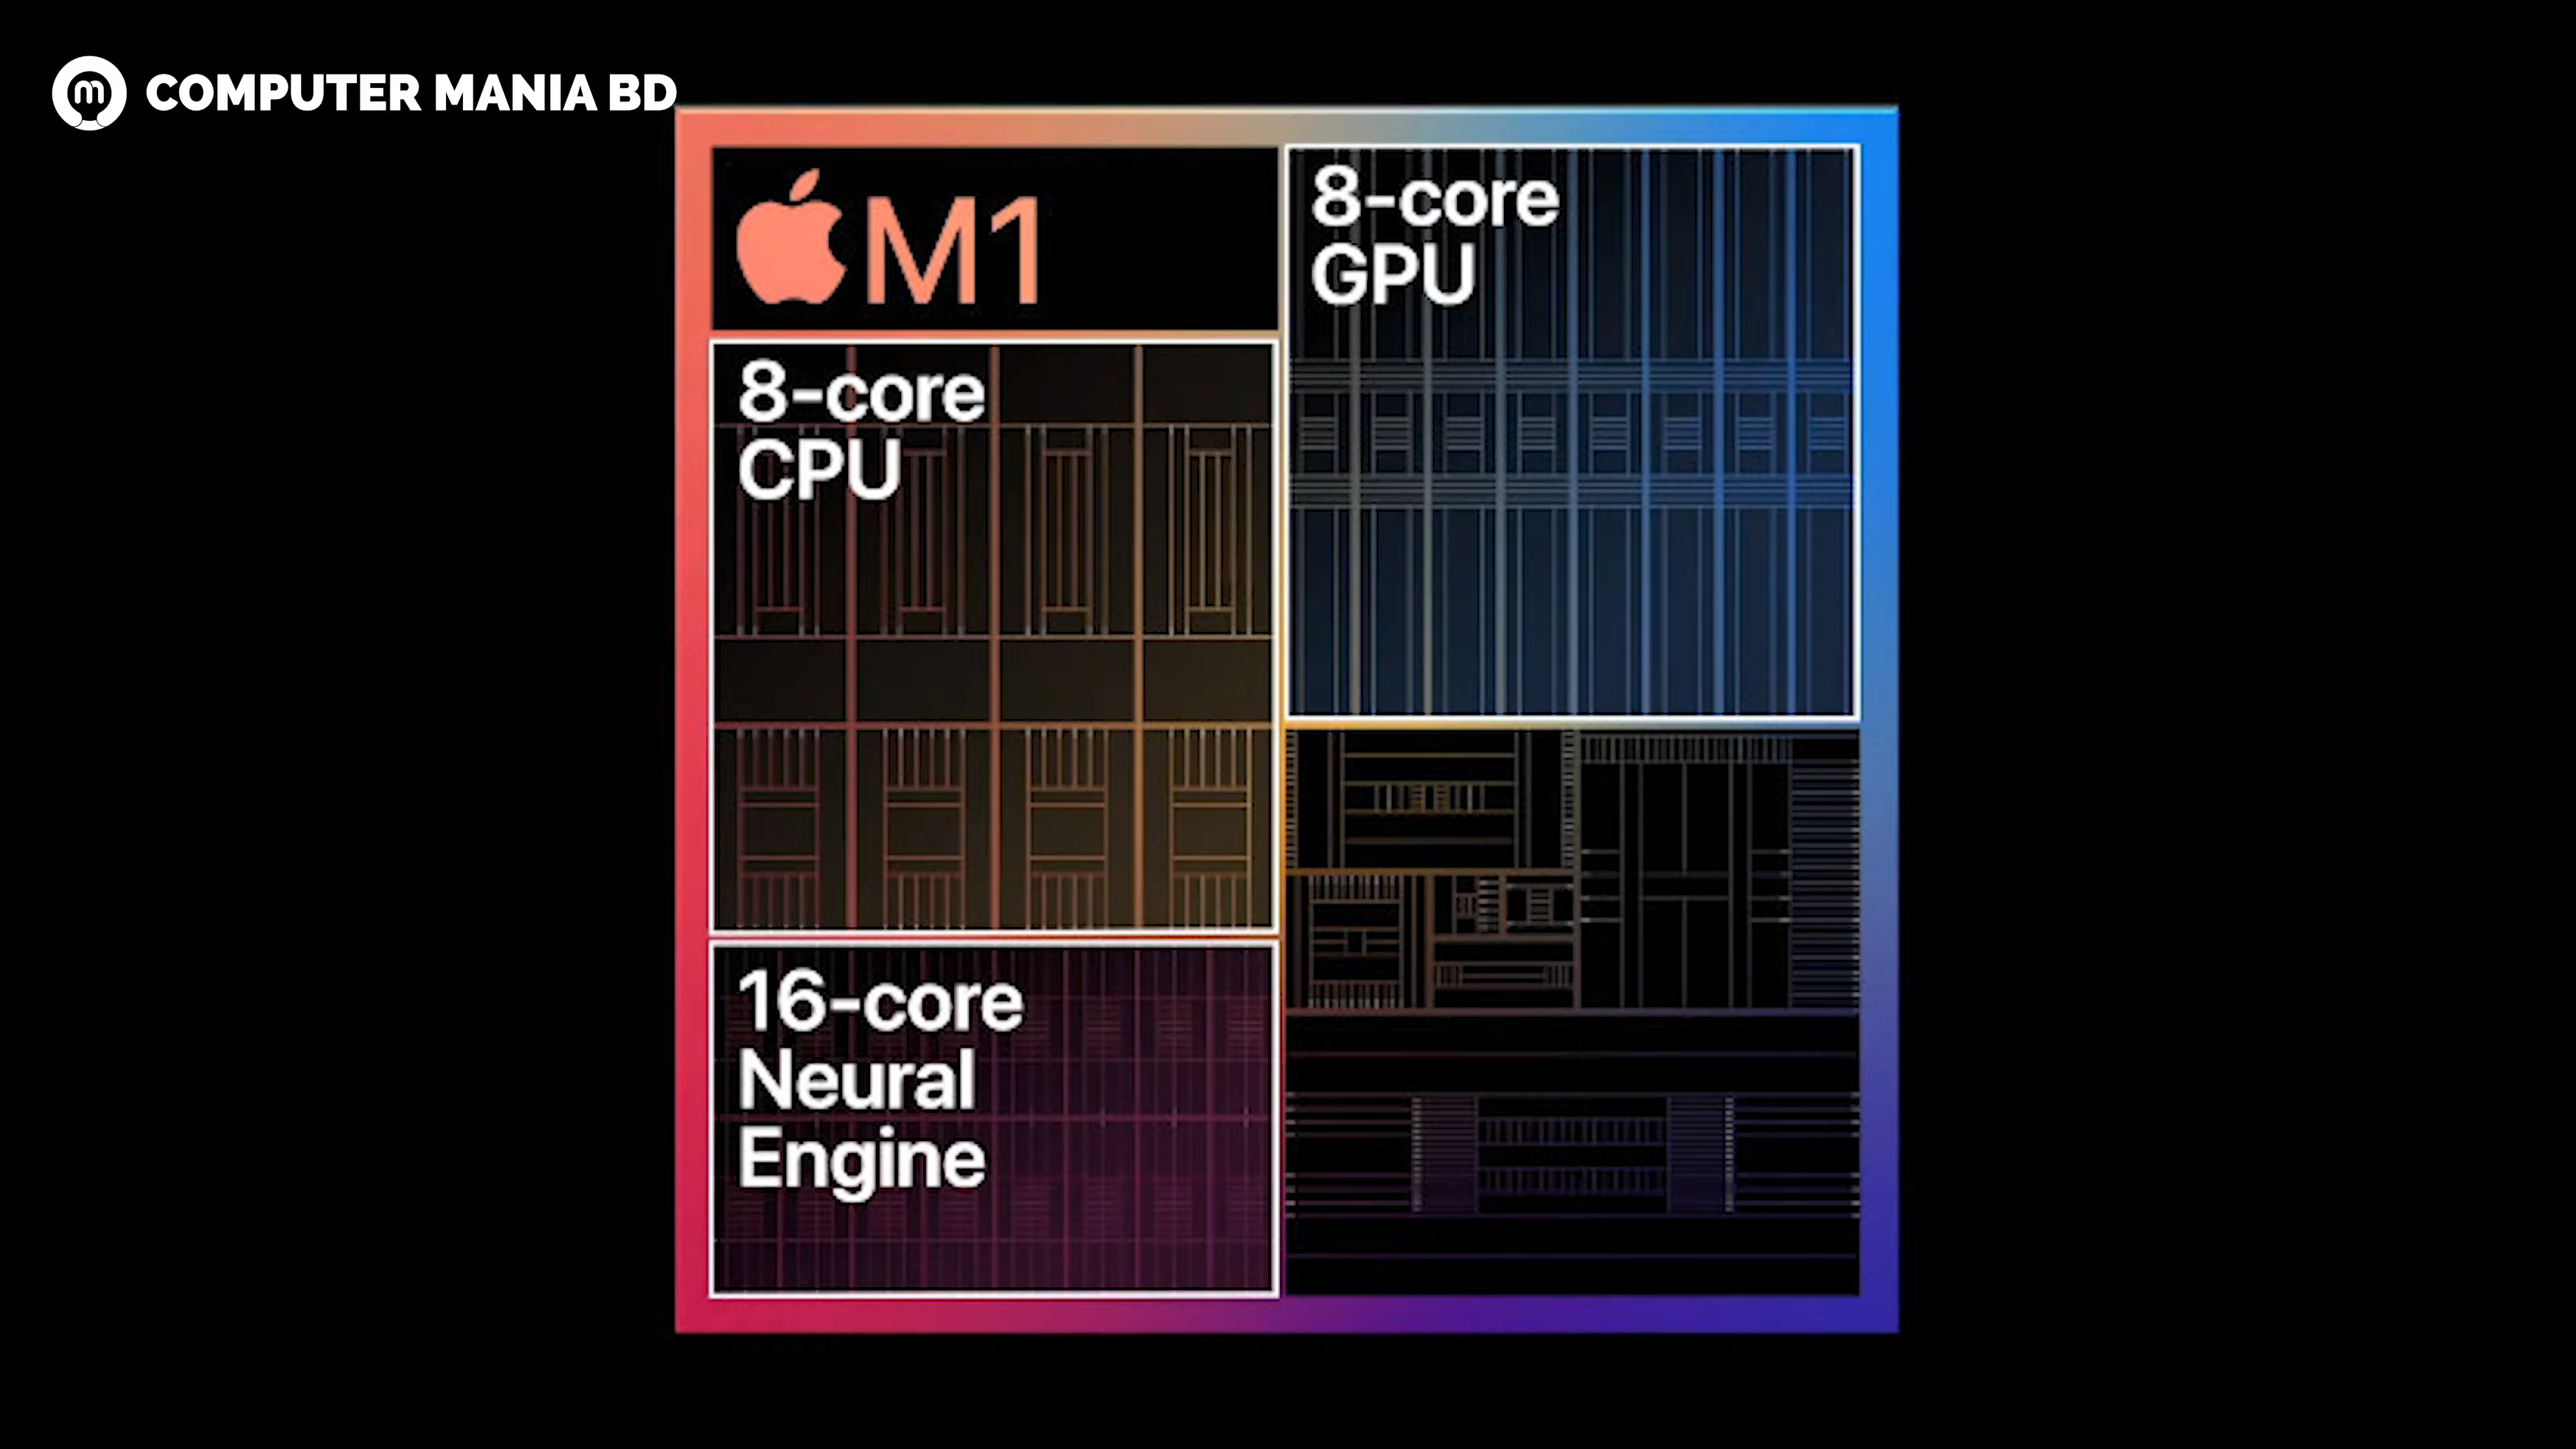 COMPUTER MANIA BD
M1
8-core
GPU
8-core
CPU
16-core
Neural
Engine